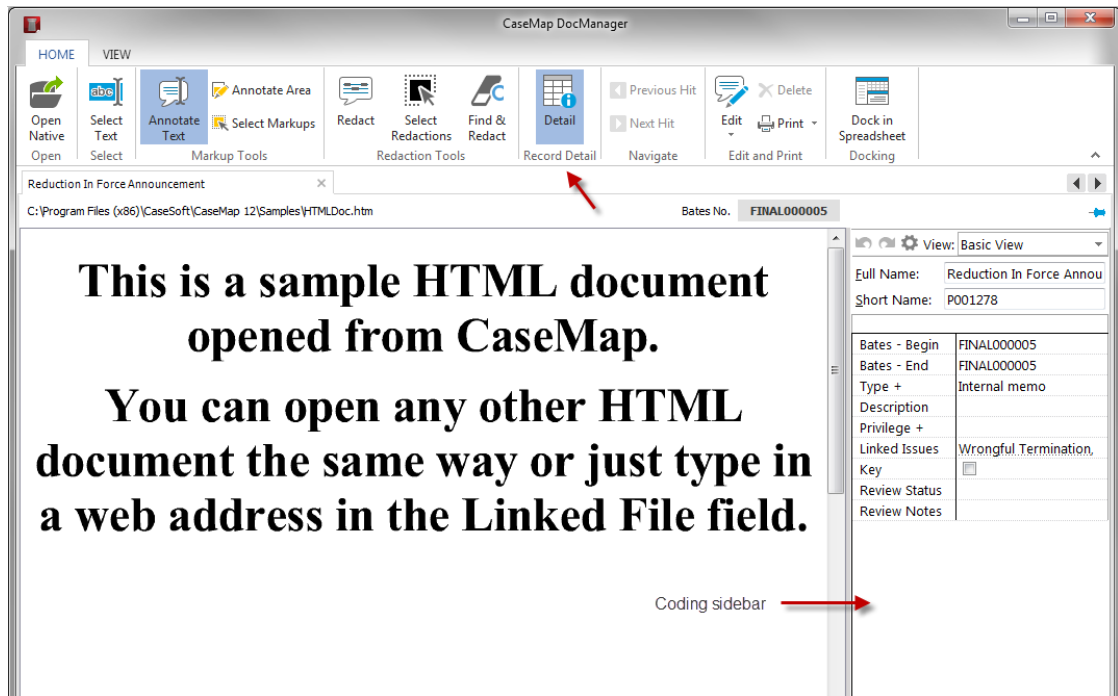 CaseMap DocManager
HOME VIEW
Open Native
Select Text
Annotate Text
Annotate Area
Select Markups
Redact
Select Redactions
Find & Redact
Detail
Previous Hit
Next Hit
Edit
Delete
Print
Dock in Spreadsheet
Open Select Markup Tools Redaction Tools Record Detail Navigate Edit and Print Docking
Reduction In Force Announcement
C:\Program Files (x86)\CaseSoft\CaseMap 12\Samples\HTMLDoc.htm Bates No. FINAL000005
This is a sample HTML document
opened from CaseMap.
You can open any other HTML
document the same way or just type in
a web address in the Linked File field.
Coding sidebar
View: Basic View
Full Name: Reduction In Force Annou
Short Name: P001278
Bates - Begin FINAL000005
Bates - End FINAL000005
Type + Internal memo
Description
Privilege +
Linked Issues Wrongful Termination,
Key
Review Status
Review Notes